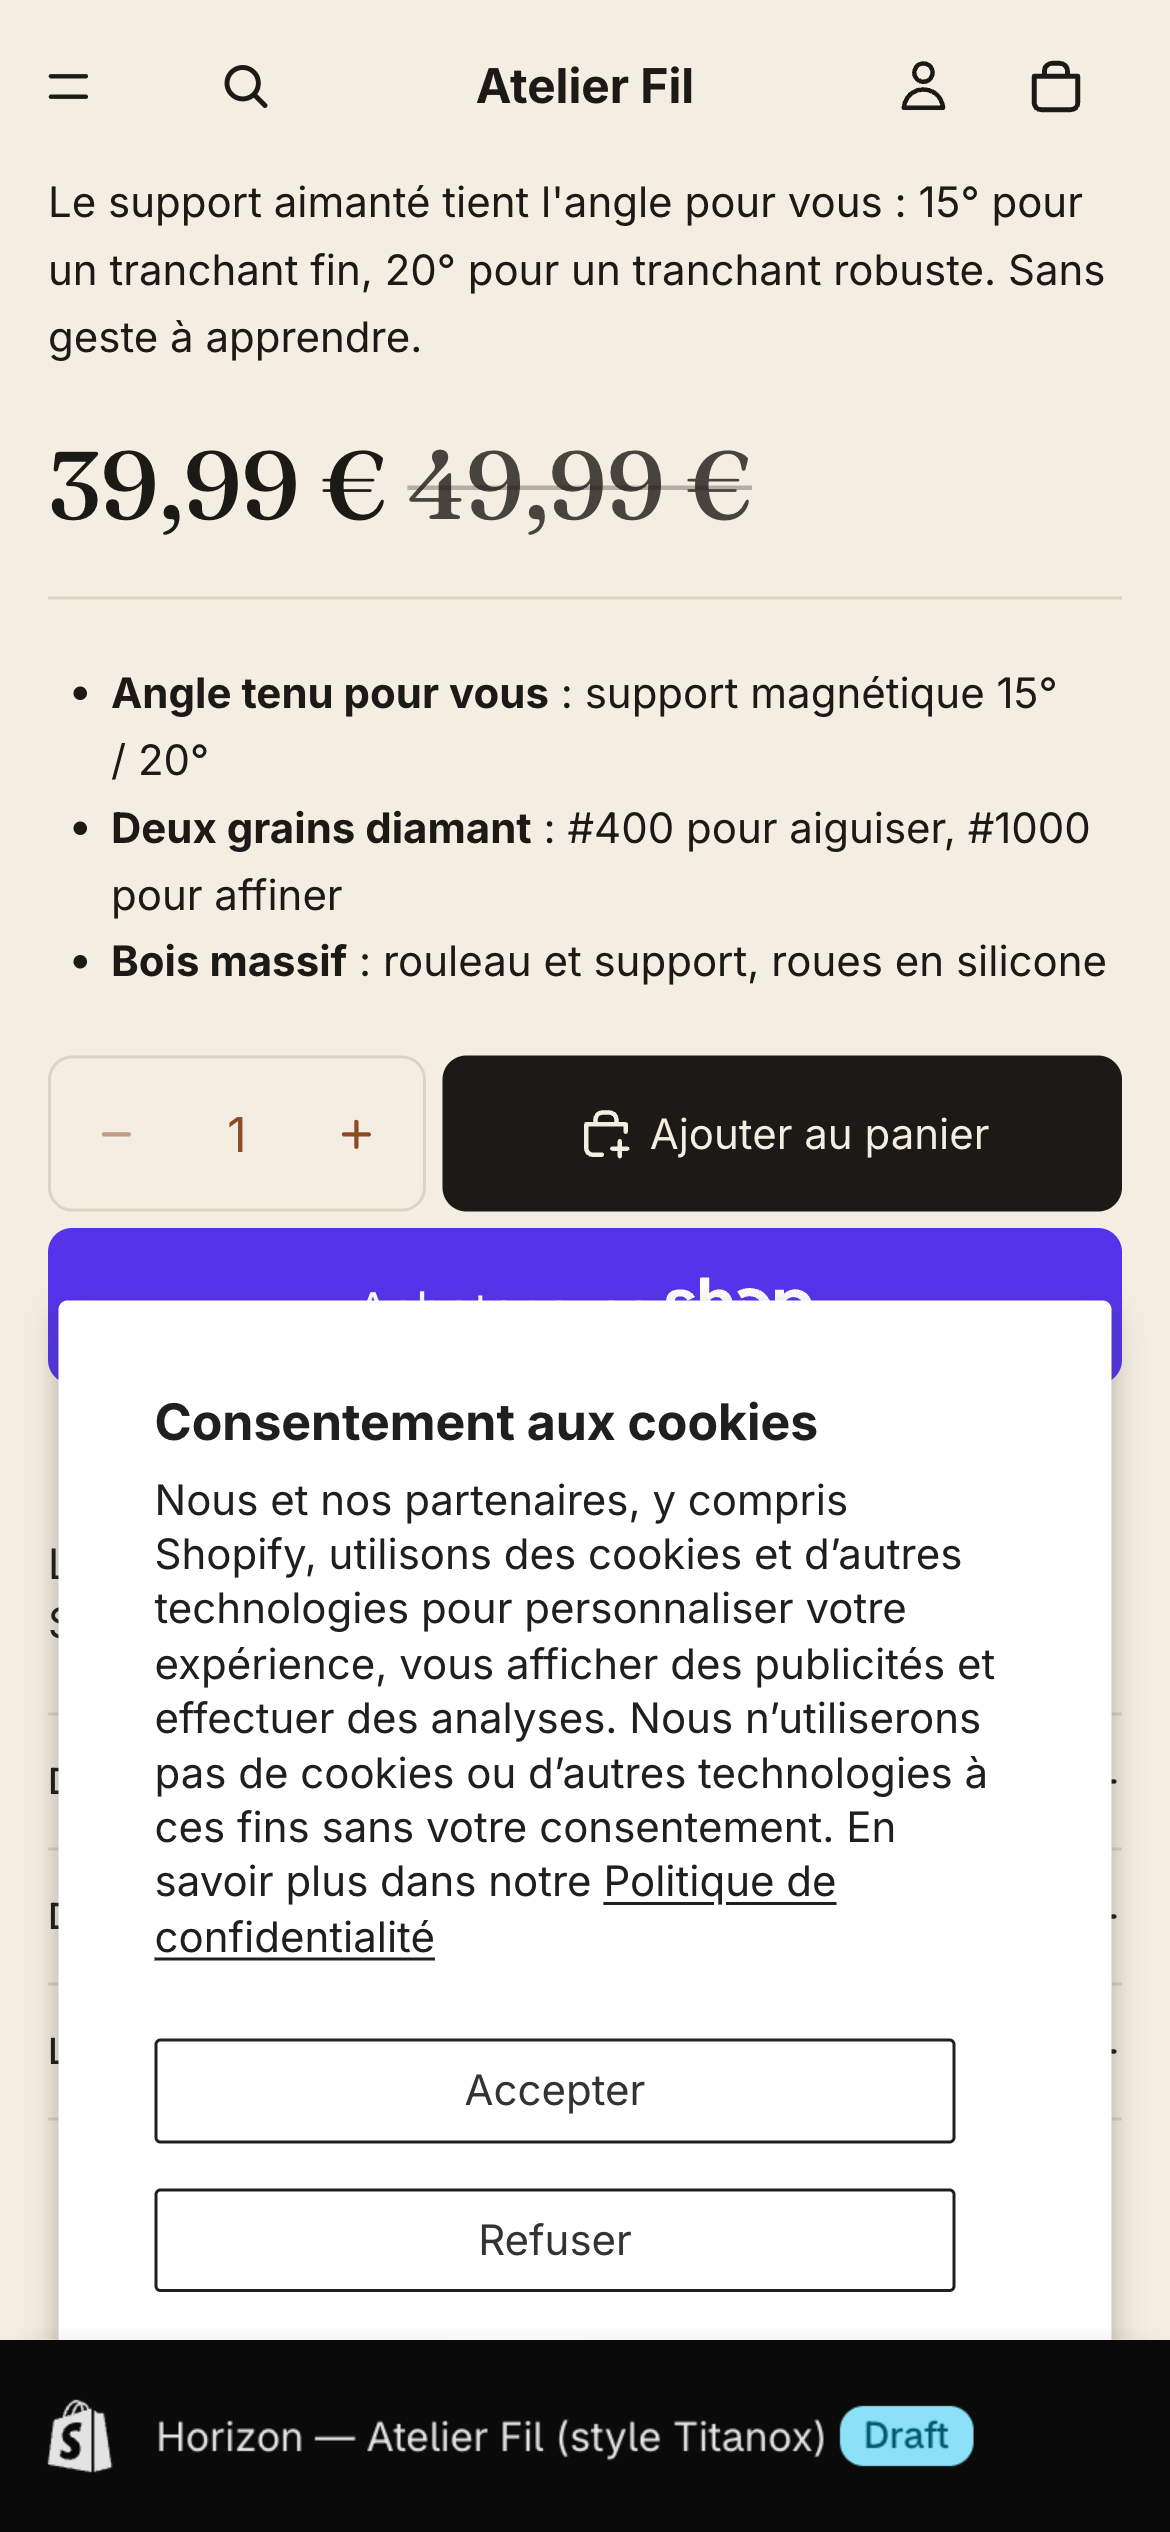 Atelier Fil
Le support aimanté tient l'angle pour vous : 15° pour
un tranchant fin, 20° pour un tranchant robuste. Sans
geste à apprendre.
39,99 € 49,99 €
• Angle tenu pour vous : support magnétique 15°
/ 20°
• Deux grains diamant : #400 pour aiguiser, #1000
pour affiner
• Bois massif : rouleau et support, roues en silicone
− 1 +
Ajouter au panier
shop
Consentement aux cookies
Nous et nos partenaires, y compris
Shopify, utilisons des cookies et d’autres
technologies pour personnaliser votre
expérience, vous afficher des publicités et
effectuer des analyses. Nous n’utiliserons
pas de cookies ou d’autres technologies à
ces fins sans votre consentement. En
savoir plus dans notre Politique de
confidentialité
Accepter
Refuser
Horizon — Atelier Fil (style Titanox) Draft